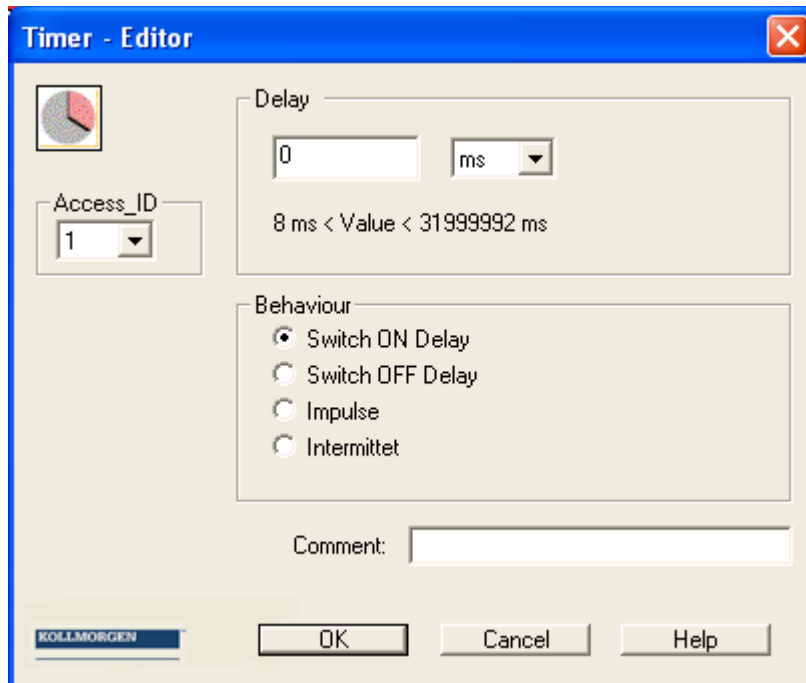 Timer - Editor
Delay
0
ms
8 ms < Value < 31999992 ms
Access_ID
1
Behaviour
Switch ON Delay
Switch OFF Delay
Impulse
Intermittet
Comment:
KOLLMORGEN
OK
Cancel
Help